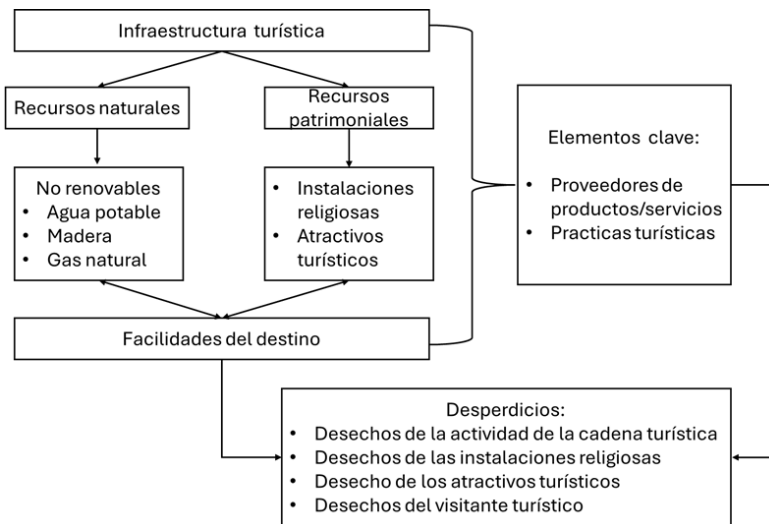 Infraestructura turística
Recursos naturales
Recursos
patrimoniales
No renovables
• Agua potable
• Madera
• Gas natural
• Instalaciones
religiosas
• Atractivos
turísticos
Facilidades del destino
Elementos clave:
• Proveedores de
productos/servicios
• Practicas turísticas
Desperdicios:
• Desechos de la actividad de la cadena turística
• Desechos de las instalaciones religiosas
• Desecho de los atractivos turísticos
• Desechos del visitante turístico